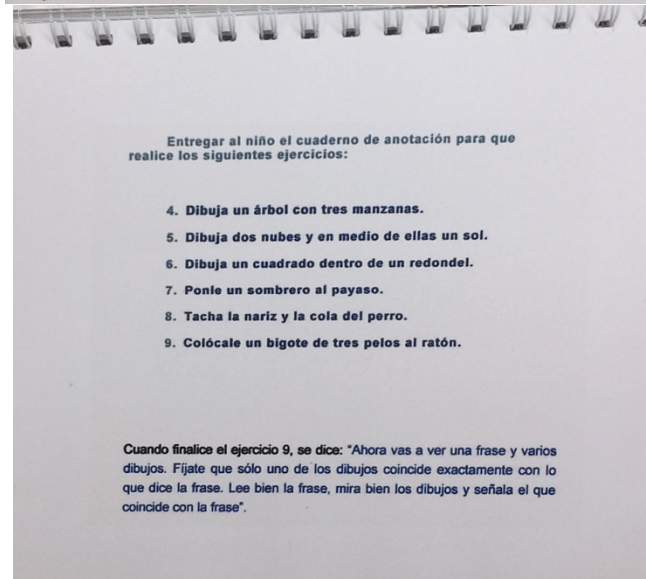 Entregar al niño el cuaderno de anotación para que
realice los siguientes ejercicios:
4. Dibuja un árbol con tres manzanas.
5. Dibuja dos nubes y en medio de ellas un sol.
6. Dibuja un cuadrado dentro de un redondel.
7. Ponle un sombrero al payaso.
8. Tacha la nariz y la cola del perro.
9. Colócale un bigote de tres pelos al ratón.
Cuando finalice el ejercicio 9, se dice: "Ahora vas a ver una frase y varios
dibujos. Fíjate que sólo uno de los dibujos coincide exactamente con lo
que dice la frase. Lee bien la frase, mira bien los dibujos y señala el que
coincide con la frase".